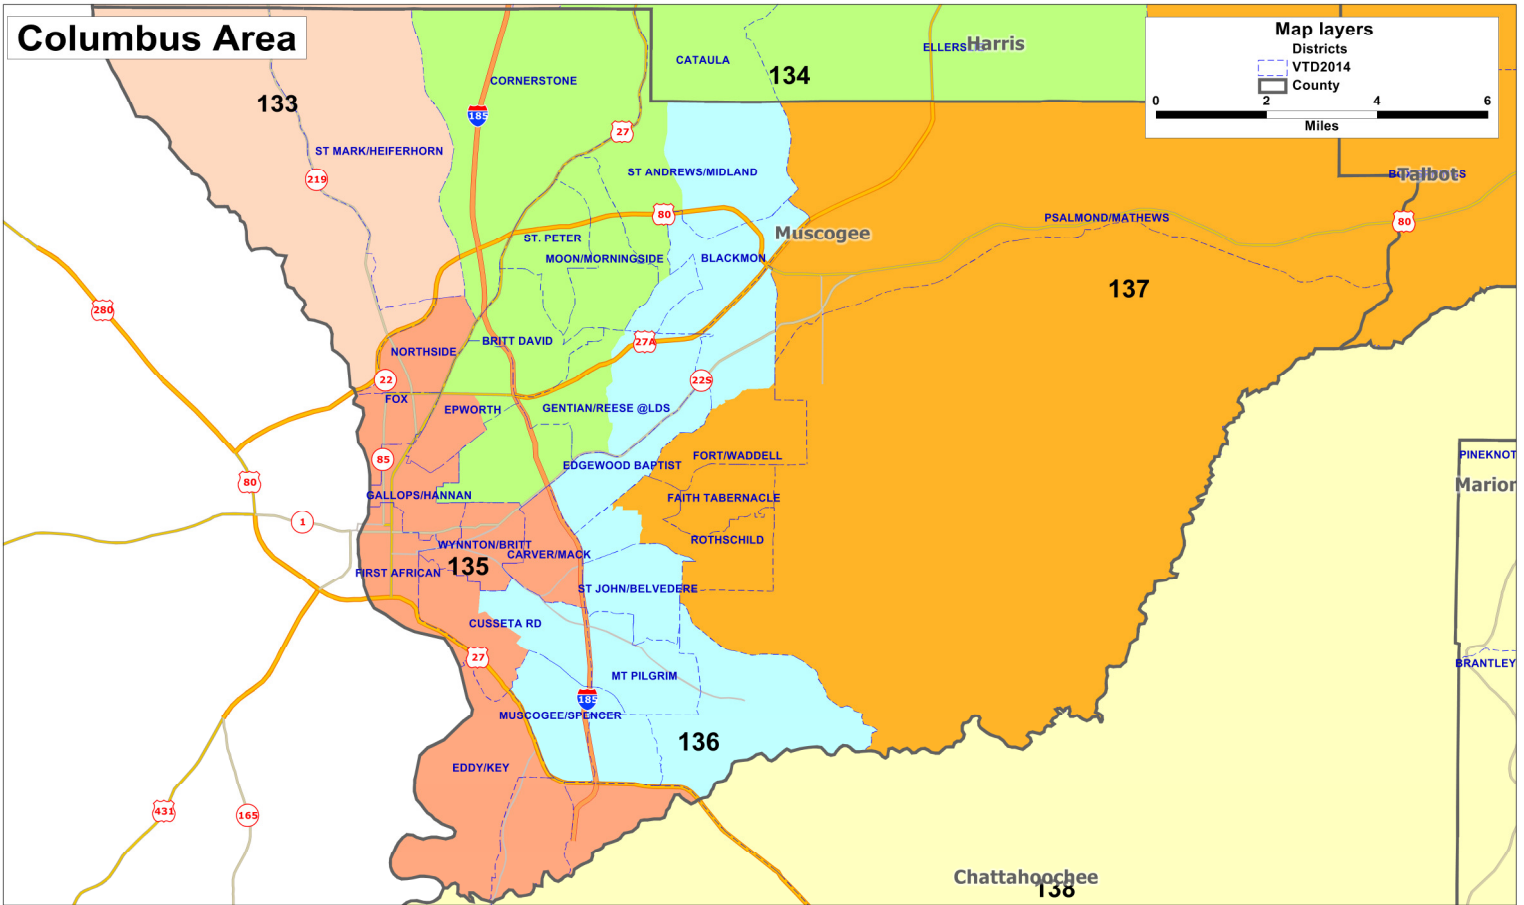 Columbus Area
Map layers
Districts
VTD2014
County
0 2 4 6
Miles
CATAULA
Harris
134
CORNERSTONE
133
185
27
ST MARK/HEIFERHORN
219
ST ANDREWS/MIDLAND
Talbot
80
PSALMOND/MATHEWS
80
Muscogee
ST. PETER
MOON/MORNINGSIDE
BLACKMON
137
280
BRITT DAVID
27A
NORTHSIDE
22
22S
FOX
EPWORTH
GENTIAN/REESE @LDS
85
EDGEWOOD BAPTIST
FORT/WADDELL
PINEKNOT
80
Marion
GALLOPS/HANNAN
FAITH TABERNACLE
1
ROTHSCHILD
WYNNTON/BRITT
CARVER/MACK
135
FIRST AFRICAN
ST JOHN/BELVEDERE
CUSSETA RD
27
BRANTLEY
MT PILGRIM
185
MUSCOGEE/SPENCER
136
EDDY/KEY
431
165
Chattahoochee
138